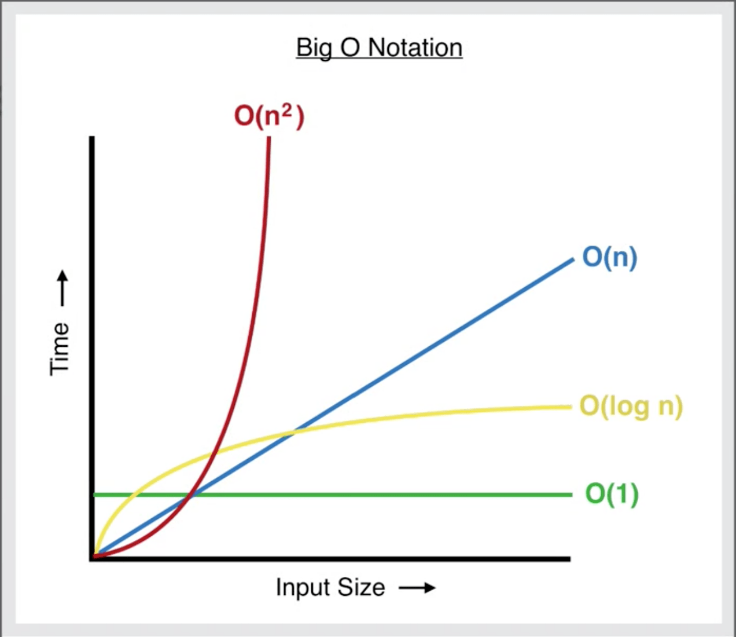 Big O Notation
O(n²)
O(n)
Time →
O(log n)
O(1)
Input Size →